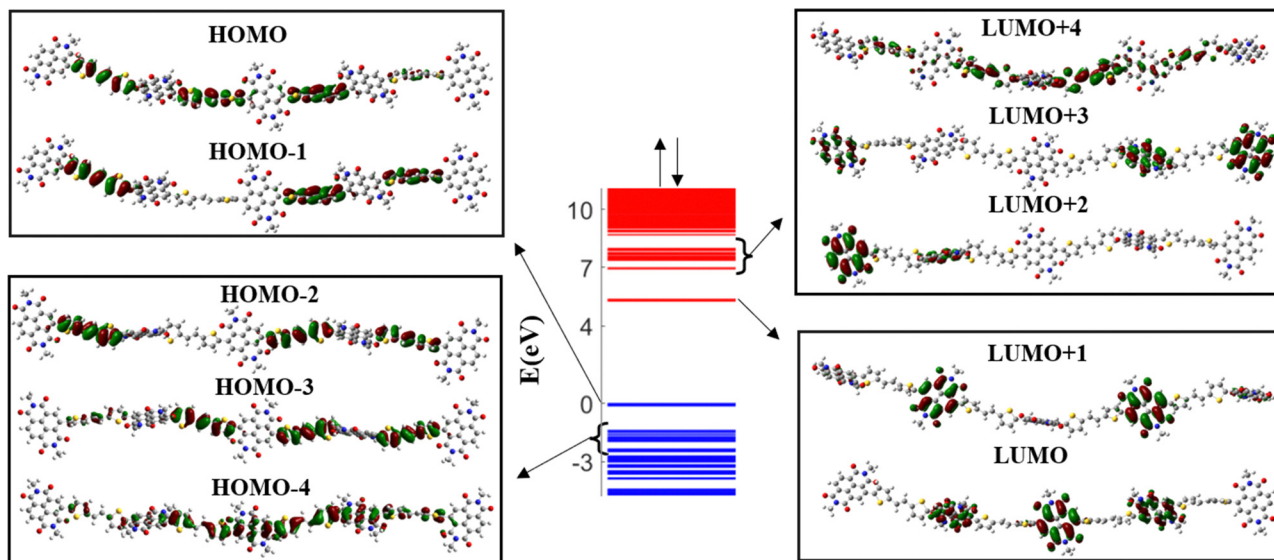 HOMO
HOMO-1
HOMO-2
HOMO-3
HOMO-4
E(eV)
10
7
4
0
-3
LUMO+4
LUMO+3
LUMO+2
LUMO+1
LUMO